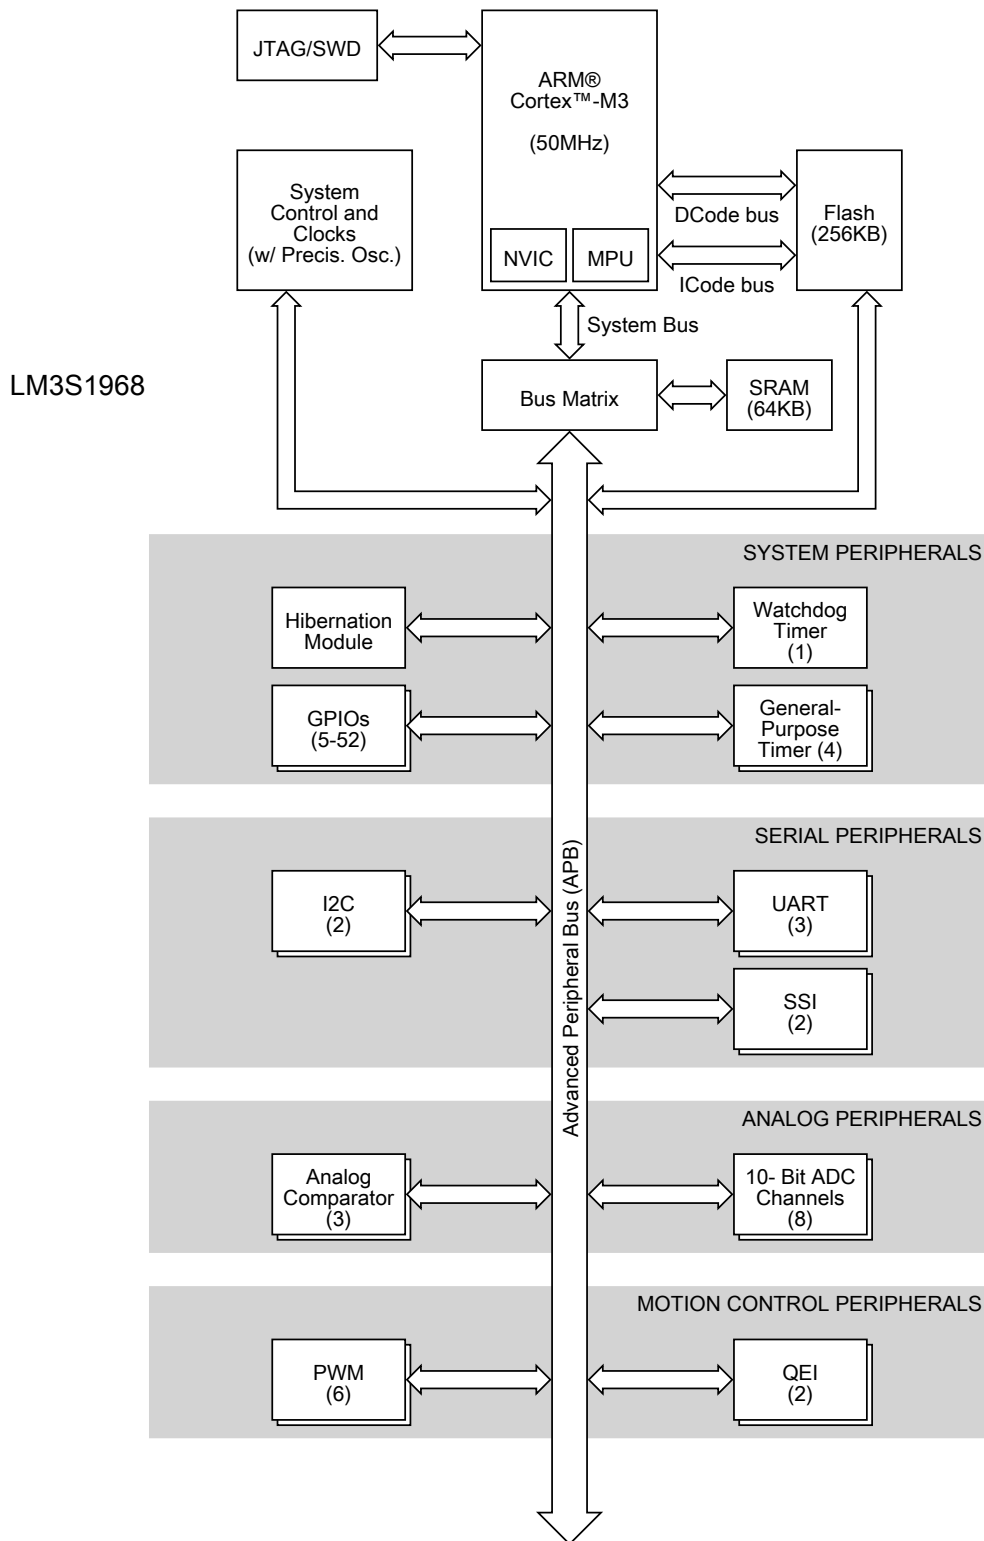 JTAG/SWD
ARM®
Cortex™-M3
(50MHz)
NVIC
MPU
System
Control and
Clocks
(w/ Precis. Osc.)
DCode bus
ICode bus
Flash
(256KB)
System Bus
LM3S1968
Bus Matrix
SRAM
(64KB)
SYSTEM PERIPHERALS
Hibernation
Module
Watchdog
Timer
(1)
GPIOs
(5-52)
General-
Purpose
Timer (4)
Advanced Peripheral Bus (APB)
SERIAL PERIPHERALS
I2C
(2)
UART
(3)
SSI
(2)
ANALOG PERIPHERALS
Analog
Comparator
(3)
10- Bit ADC
Channels
(8)
MOTION CONTROL PERIPHERALS
PWM
(6)
QEI
(2)